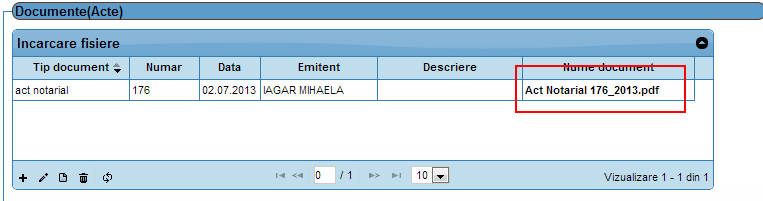 Documente(Acte)
Incarcare fisiere
Tip document Numar Data Emitent Descriere Nume document
act notarial 176 02.07.2013 IAGAR MIHAELA Act Notarial 176_2013.pdf
0 / 1 10 Vizualizare 1 - 1 din 1